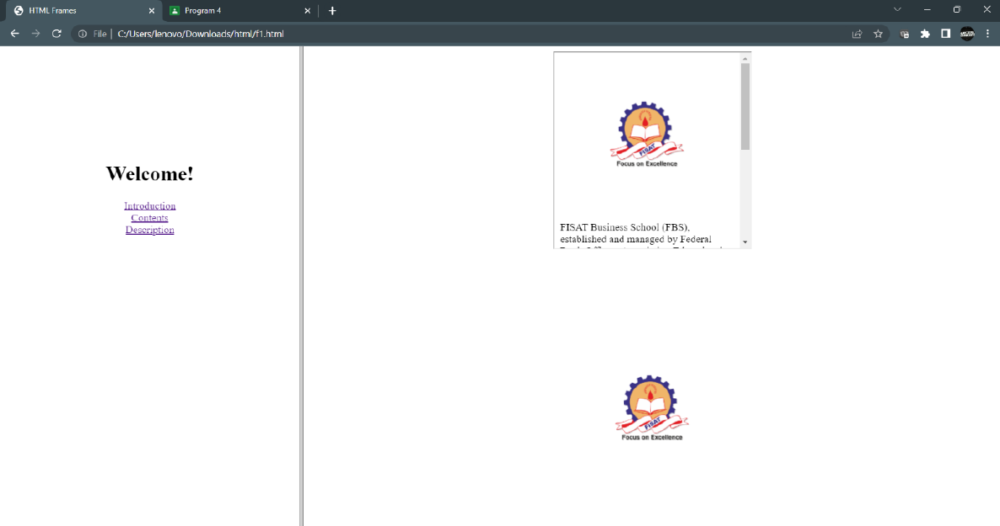 HTML Frames
Program 4
File
C:/Users/lenovo/Downloads/html/f1.html
Welcome!
Introduction
Contents
Description
FISAT
Focus on Excellence
FISAT Business School (FBS),
established and managed by Federal
FISAT
Focus on Excellence